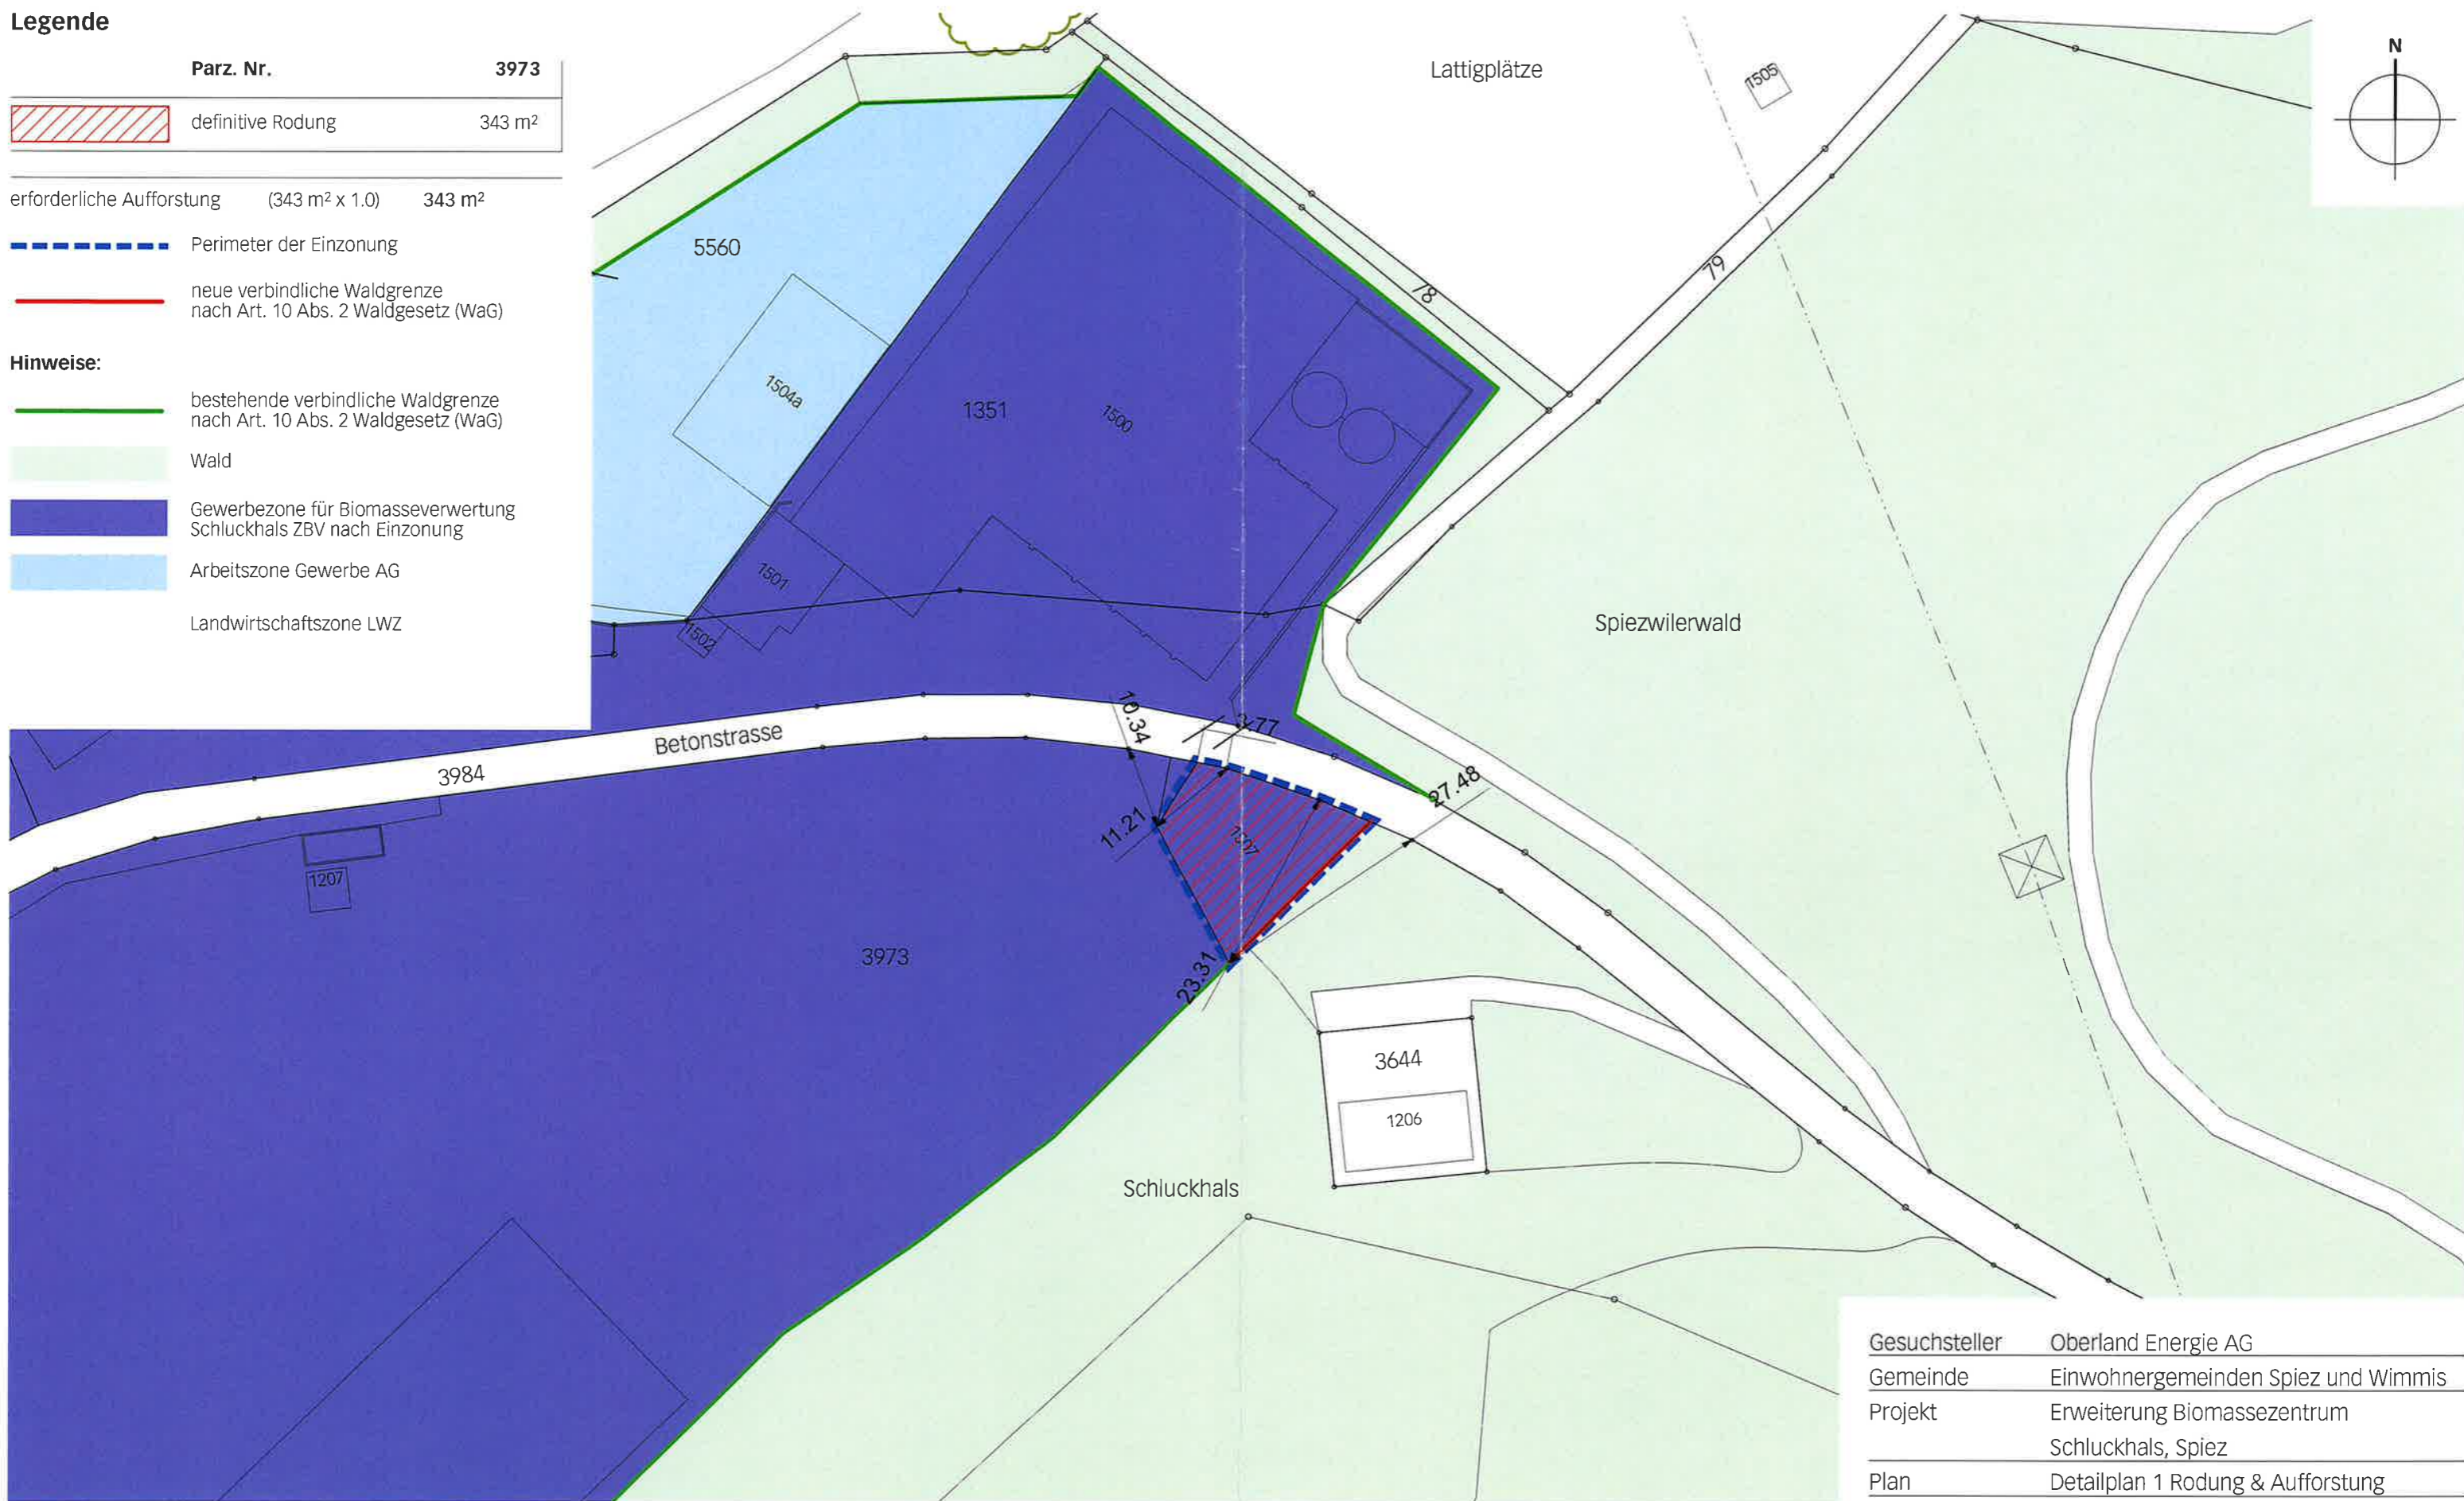 Legende
Parz. Nr. 3973
definitive Rodung 343 m²
erforderliche Aufforstung (343 m² x 1.0) 343 m²
Perimeter der Einzonung
neue verbindliche Waldgrenze
nach Art. 10 Abs. 2 Waldgesetz (WaG)
Hinweise:
bestehende verbindliche Waldgrenze
nach Art. 10 Abs. 2 Waldgesetz (WaG)
Wald
Gewerbezone für Biomasseverwertung
Schluckhals ZBV nach Einzonung
Arbeitszone Gewerbe AG
Landwirtschaftszone LWZ
N
Lattigplätze
1505
5560
79
78
1504a
1351
1500
1501
1502
Spiezwilerwald
10.34
3.77
Betonstrasse
3984
27.48
11.21
1207
1207
3973
23.31
3644
1206
Schluckhals
Gesuchsteller Oberland Energie AG
Gemeinde Einwohnergemeinden Spiez und Wimmis
Projekt Erweiterung Biomassezentrum
Schluckhals, Spiez
Plan Detailplan 1 Rodung & Aufforstung